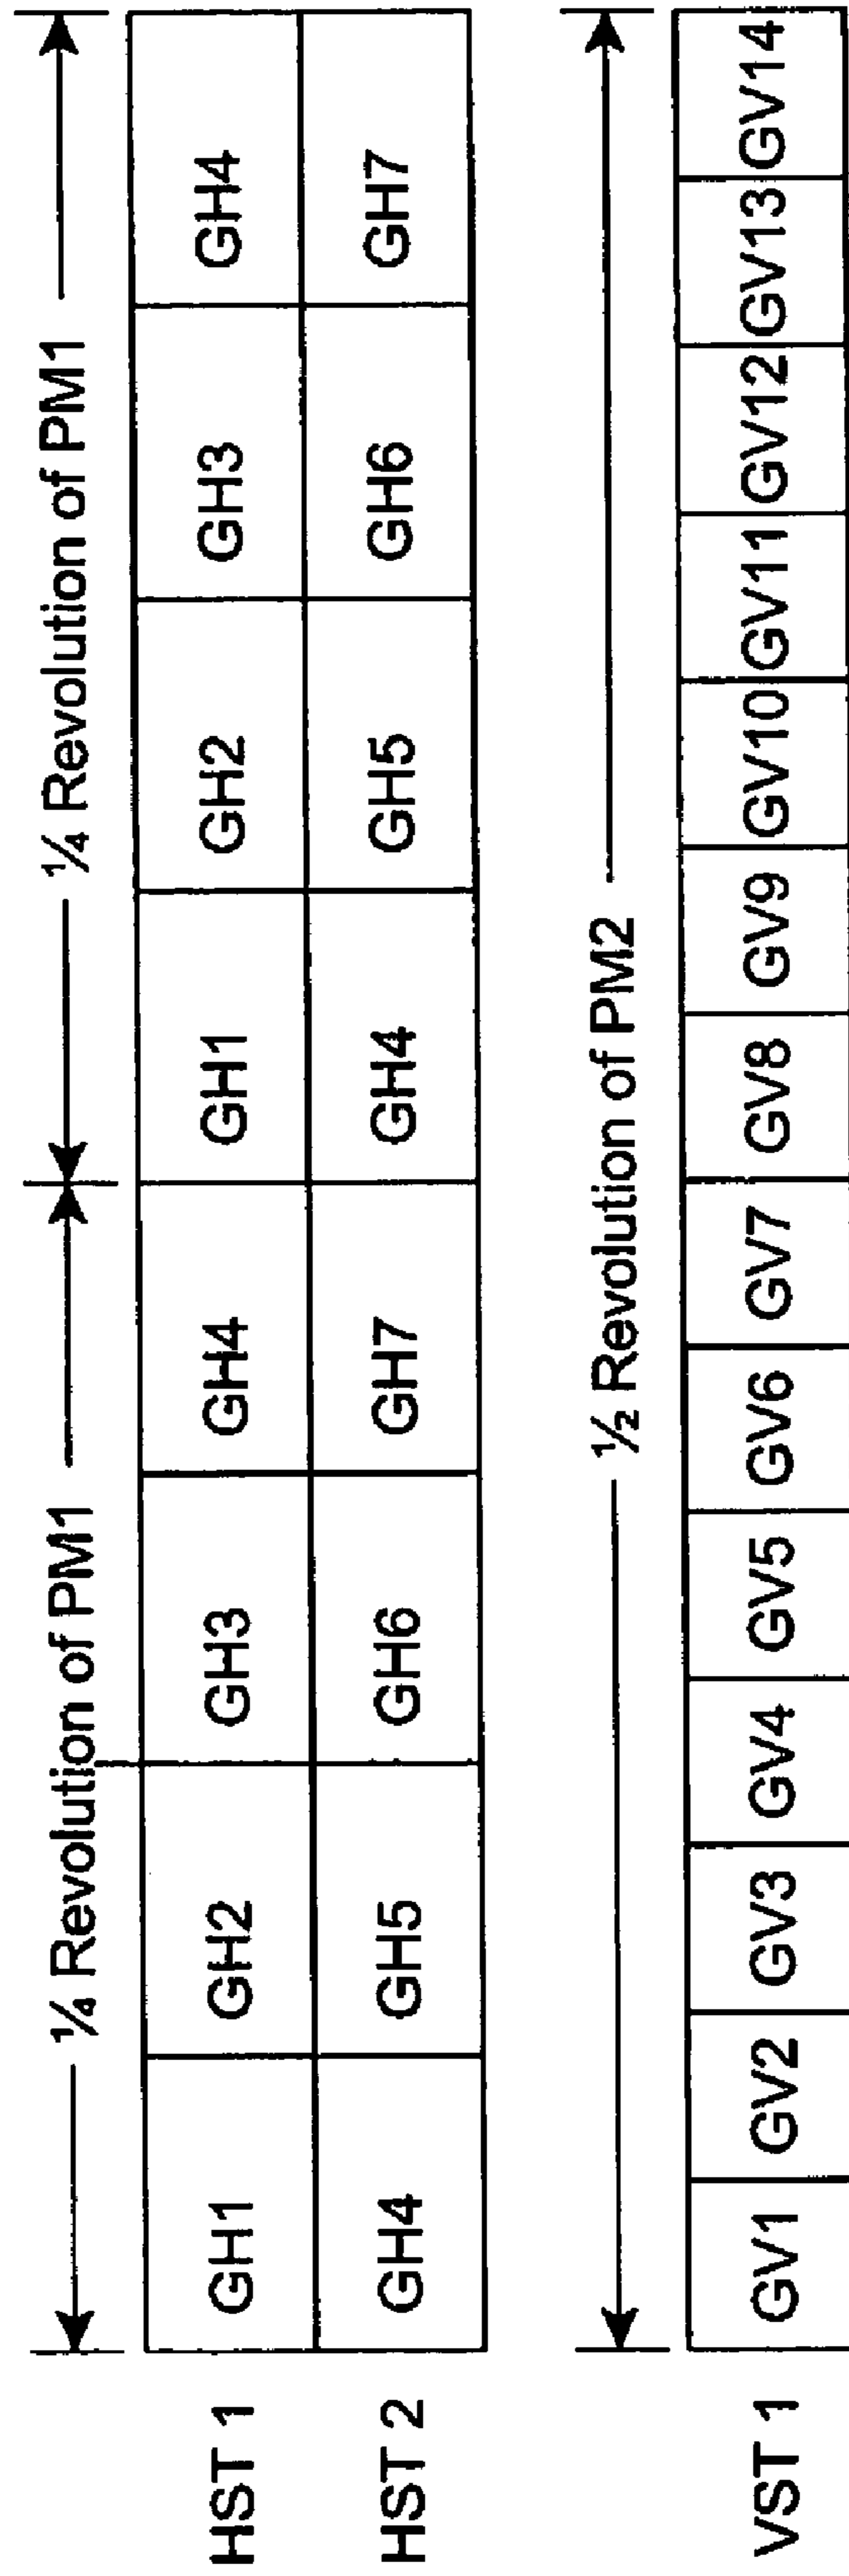 ¼ Revolution of PM1 ¼ Revolution of PM1
HST 1 GH1 GH2 GH3 GH4 GH1 GH2 GH3 GH4
HST 2 GH4 GH5 GH6 GH7 GH4 GH5 GH6 GH7
½ Revolution of PM2
VST 1 GV1 GV2 GV3 GV4 GV5 GV6 GV7 GV8 GV9 GV10 GV11 GV12 GV13 GV14